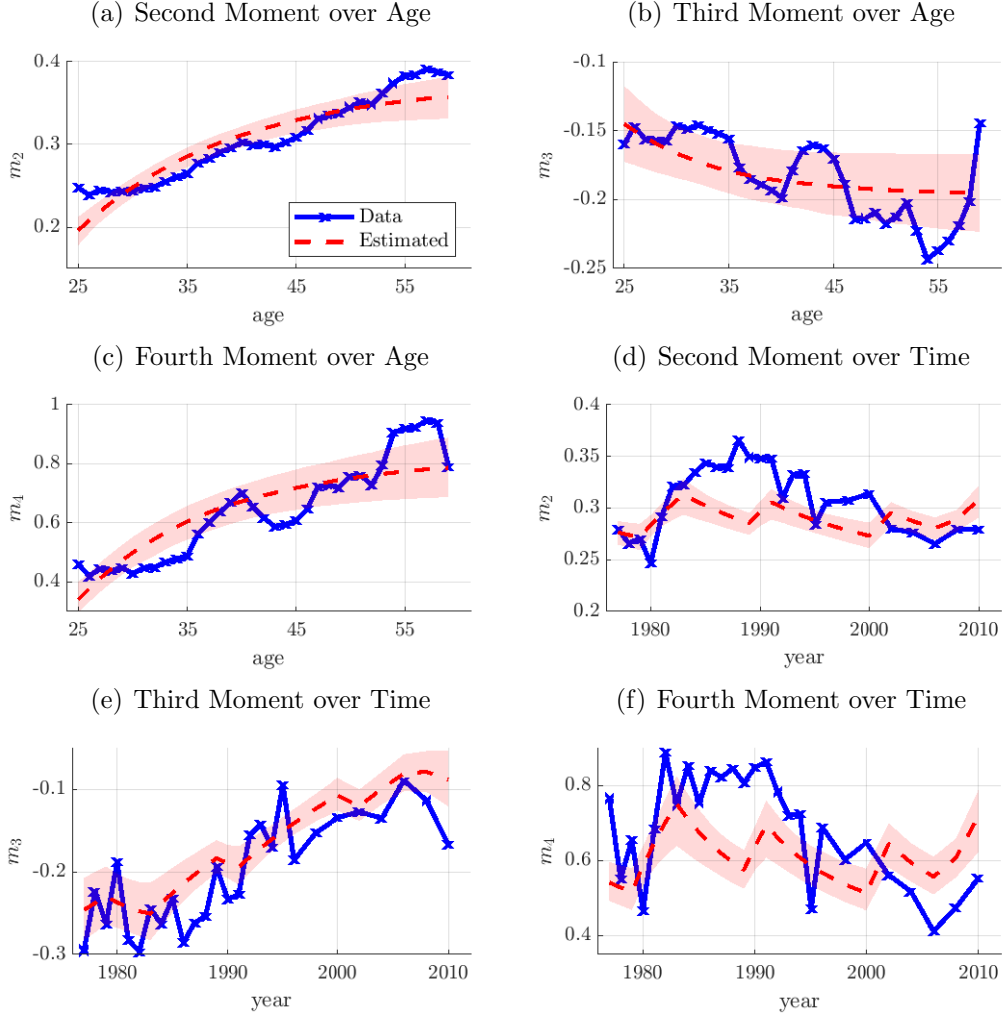 (a) Second Moment over Age
0.4
0.3
0.2
m2
25 35 45 55
age
Data
Estimated
(b) Third Moment over Age
-0.1
-0.15
-0.2
-0.25
m3
25 35 45 55
age
(c) Fourth Moment over Age
1
0.8
0.6
0.4
m4
25 35 45 55
age
(d) Second Moment over Time
0.4
0.35
0.3
0.25
0.2
m2
1980 1990 2000 2010
year
(e) Third Moment over Time
-0.1
-0.2
-0.3
m3
1980 1990 2000 2010
year
(f) Fourth Moment over Time
0.8
0.6
0.4
m4
1980 1990 2000 2010
year